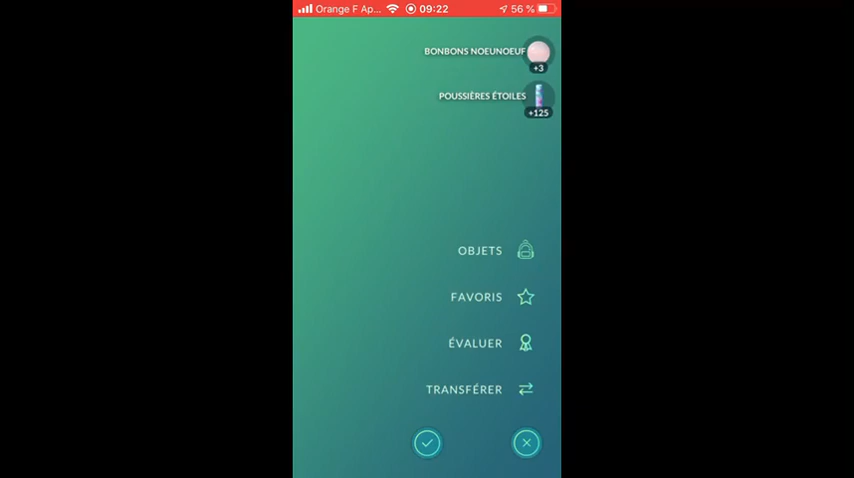 Orange F Ap... 09:22 56 %
BONBONS NOEUNOEUF
+3
POUSSIÈRES ÉTOILES
+125
OBJETS
FAVORIS
ÉVALUER
TRANSFÉRER